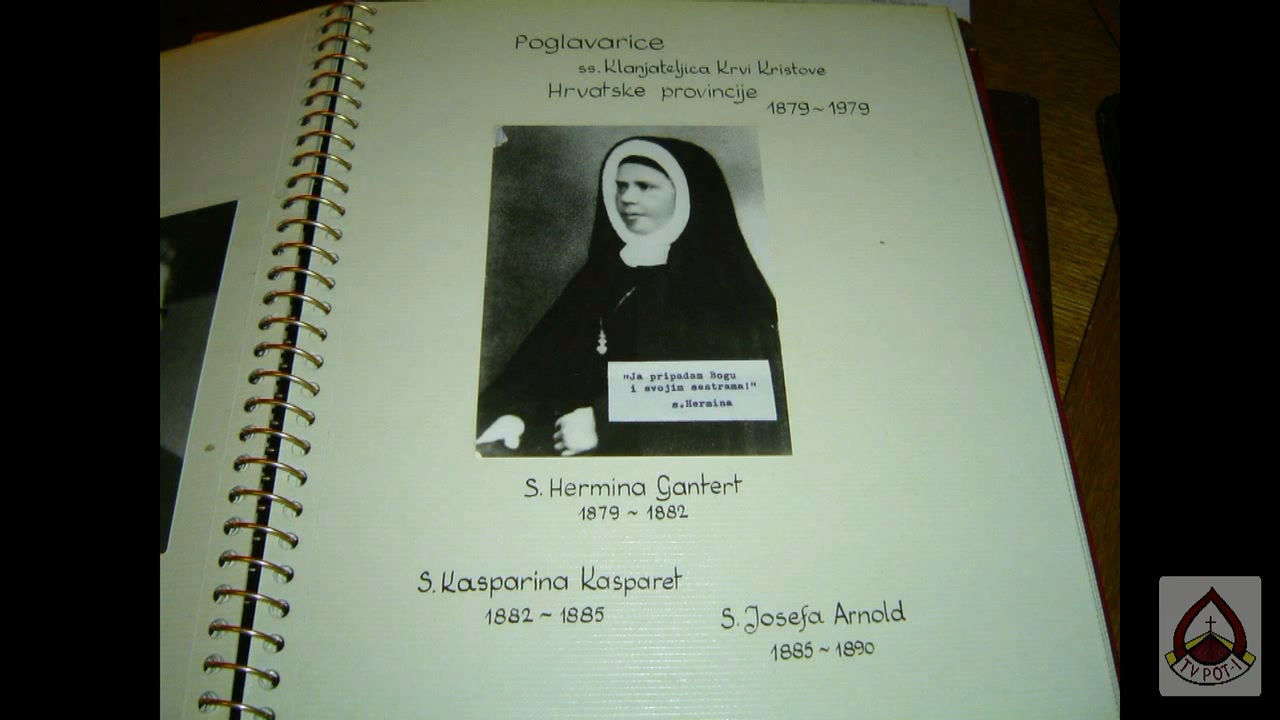 Poglavarice
ss. Klanjateljica Krvi Kristove
Hrvatske provincije
1879~1979
"Ja pripadam Bogu
i svojim sestrama!"
s.Hermina
S. Hermina Gantert
1879 ~ 1882
S. Kasparina Kasparet
1882 ~ 1885
S. Josefa Arnold
1885 ~ 1890
TV POT-1